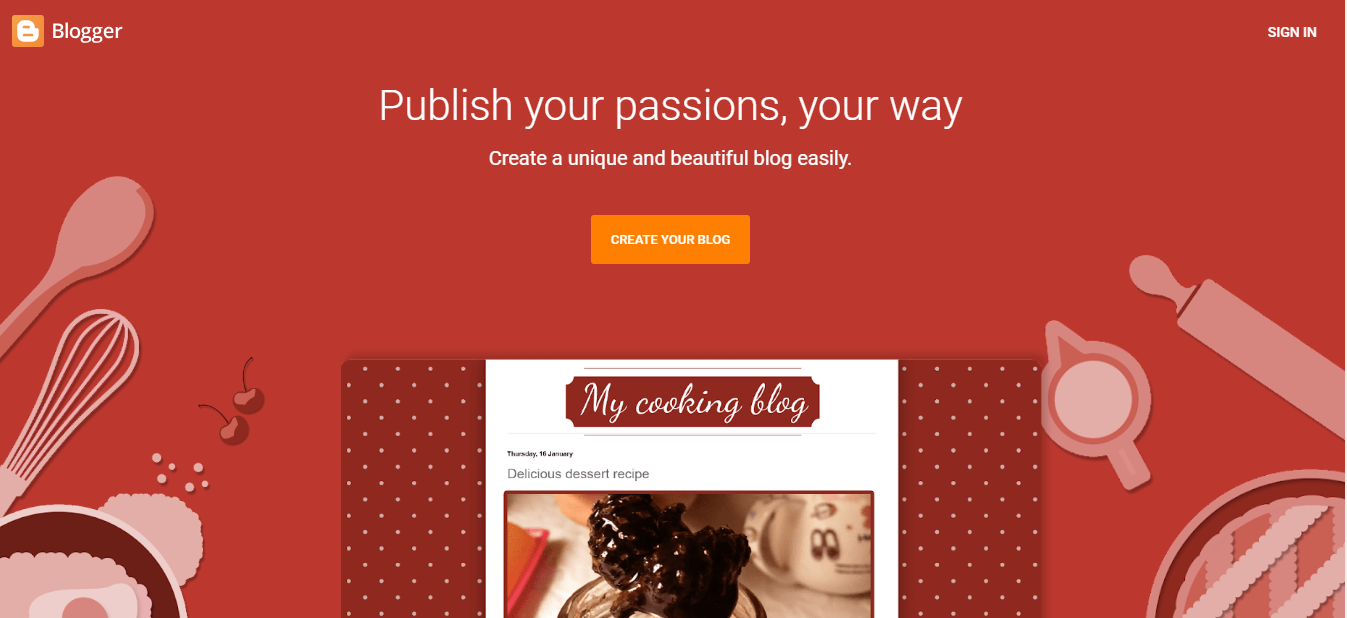 Blogger
SIGN IN
Publish your passions, your way
Create a unique and beautiful blog easily.
CREATE YOUR BLOG
My cooking blog
Thursday, 16 January
Delicious dessert recipe